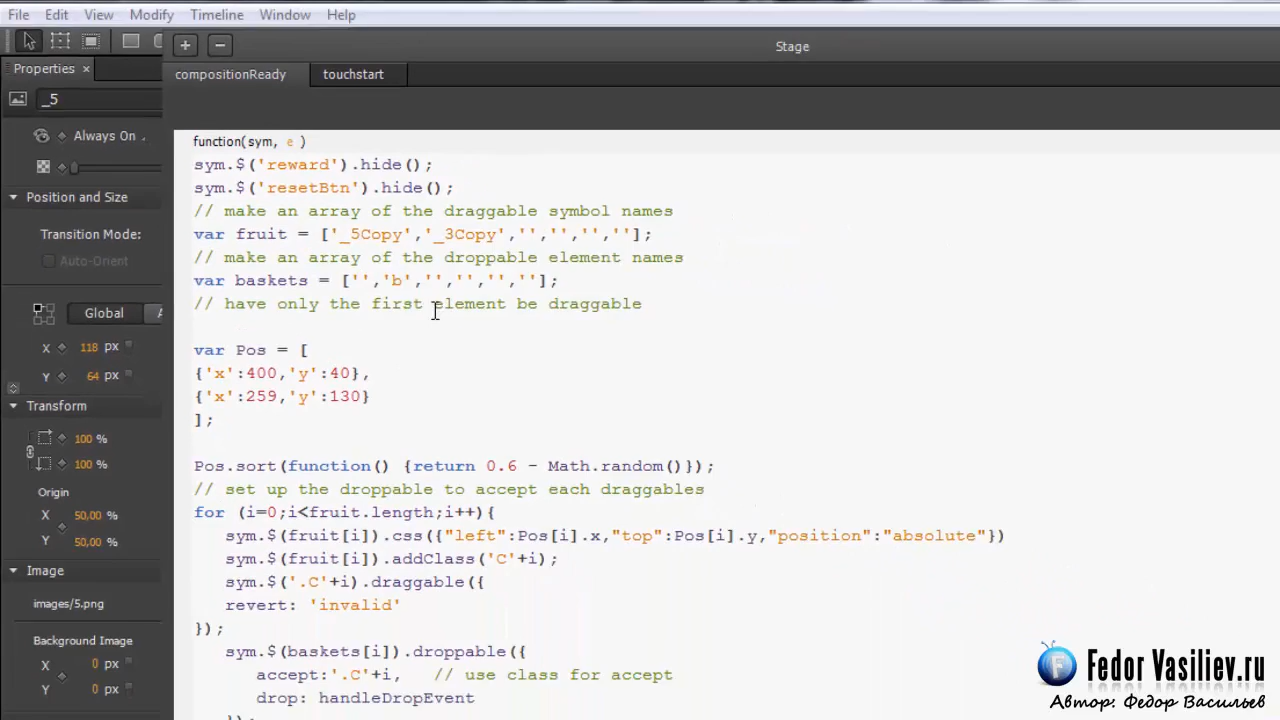 File Edit View Modify Timeline Window Help
Stage
Properties ×
compositionReady touchstart
_5
Always On
function(sym, e )
sym.$('reward').hide();
sym.$('resetBtn').hide();
Position and Size
// make an array of the draggable symbol names
Transition Mode:
var fruit = ['_5Copy','_3Copy','','','',''];
Auto-Orient
// make an array of the droppable element names
var baskets = ['','b','','','',''];
// have only the first element be draggable
Global
X 118 px
var Pos = [
Y 64 px
{'x':400,'y':40},
{'x':259,'y':130}
Transform
];
100 %
100 %
Pos.sort(function() {return 0.6 - Math.random()});
Origin
// set up the droppable to accept each draggables
X 50,00 %
for (i=0;i<fruit.length;i++){
Y 50,00 %
sym.$(fruit[i]).css({"left":Pos[i].x,"top":Pos[i].y,"position":"absolute"})
sym.$(fruit[i]).addClass('C'+i);
Image
sym.$('.C'+i).draggable({
images/5.png
revert: 'invalid'
});
Background Image
sym.$(baskets[i]).droppable({
X 0 px
accept:'.C'+i, // use class for accept
Y 0 px
drop: handleDropEvent
Fedor Vasiliev.ru
Автор: Федор Васильев